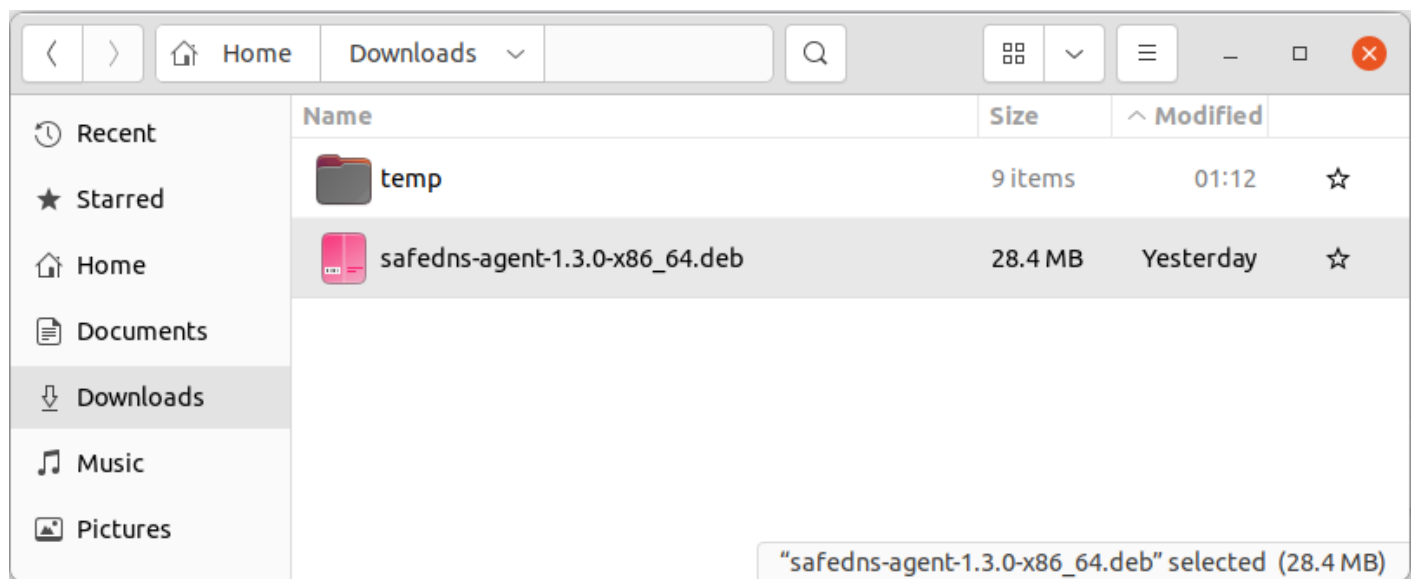 Home Downloads
Recent
Starred
Home
Documents
Downloads
Music
Pictures
Name Size Modified
temp 9 items 01:12
safedns-agent-1.3.0-x86_64.deb 28.4 MB Yesterday
“safedns-agent-1.3.0-x86_64.deb” selected (28.4 MB)